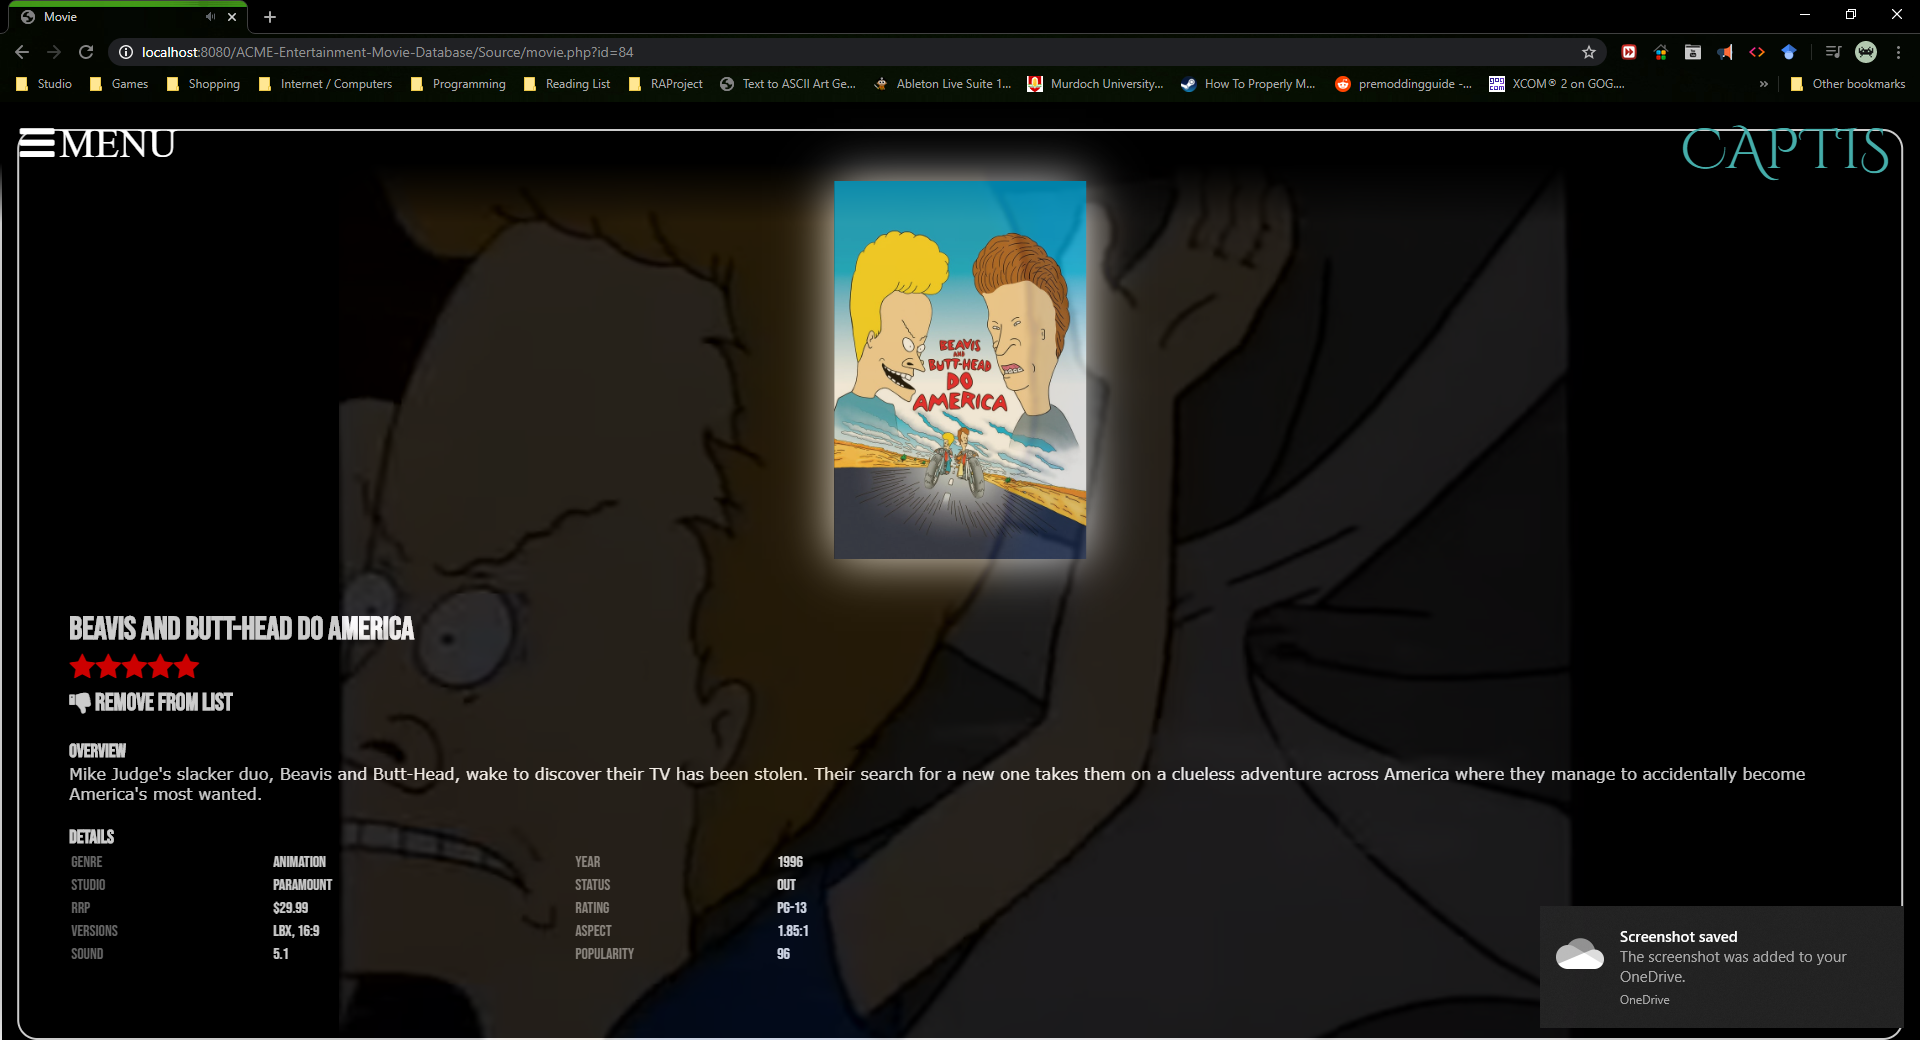 Movie
localhost:8080/ACME-Entertainment-Movie-Database/Source/movie.php?id=84
Studio Games Shopping Internet / Computers Programming Reading List RAProject Text to ASCII Art Ge... Ableton Live Suite 1... Murdoch University,... How To Properly M... premoddingguide -... XCOM® 2 on GOG.... » Other bookmarks
MENU
CAPTIS
BEAVIS
AND
BUTT-HEAD
DO
AMERICA
BEAVIS AND BUTT-HEAD DO AMERICA
REMOVE FROM LIST
OVERVIEW
Mike Judge's slacker duo, Beavis and Butt-Head, wake to discover their TV has been stolen. Their search for a new one takes them on a clueless adventure across America where they manage to accidentally become
America's most wanted.
DETAILS
GENRE ANIMATION YEAR 1996
STUDIO PARAMOUNT STATUS OUT
RRP $29.99 RATING PG-13
VERSIONS LBX, 16:9 ASPECT 1.85:1
SOUND 5.1 POPULARITY 96
Screenshot saved
The screenshot was added to your
OneDrive.
OneDrive